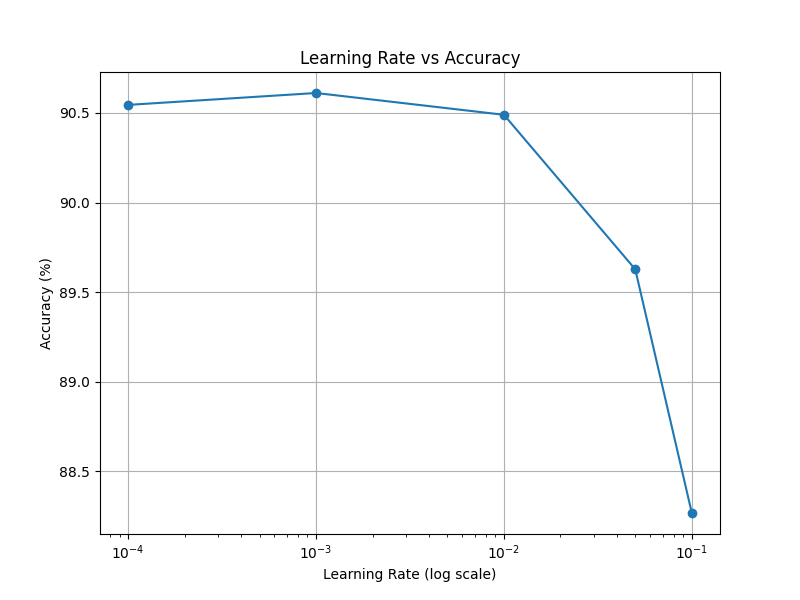 Learning Rate vs Accuracy
Accuracy (%)
90.5
90.0
89.5
89.0
88.5
10⁻⁴ 10⁻³ 10⁻² 10⁻¹
Learning Rate (log scale)